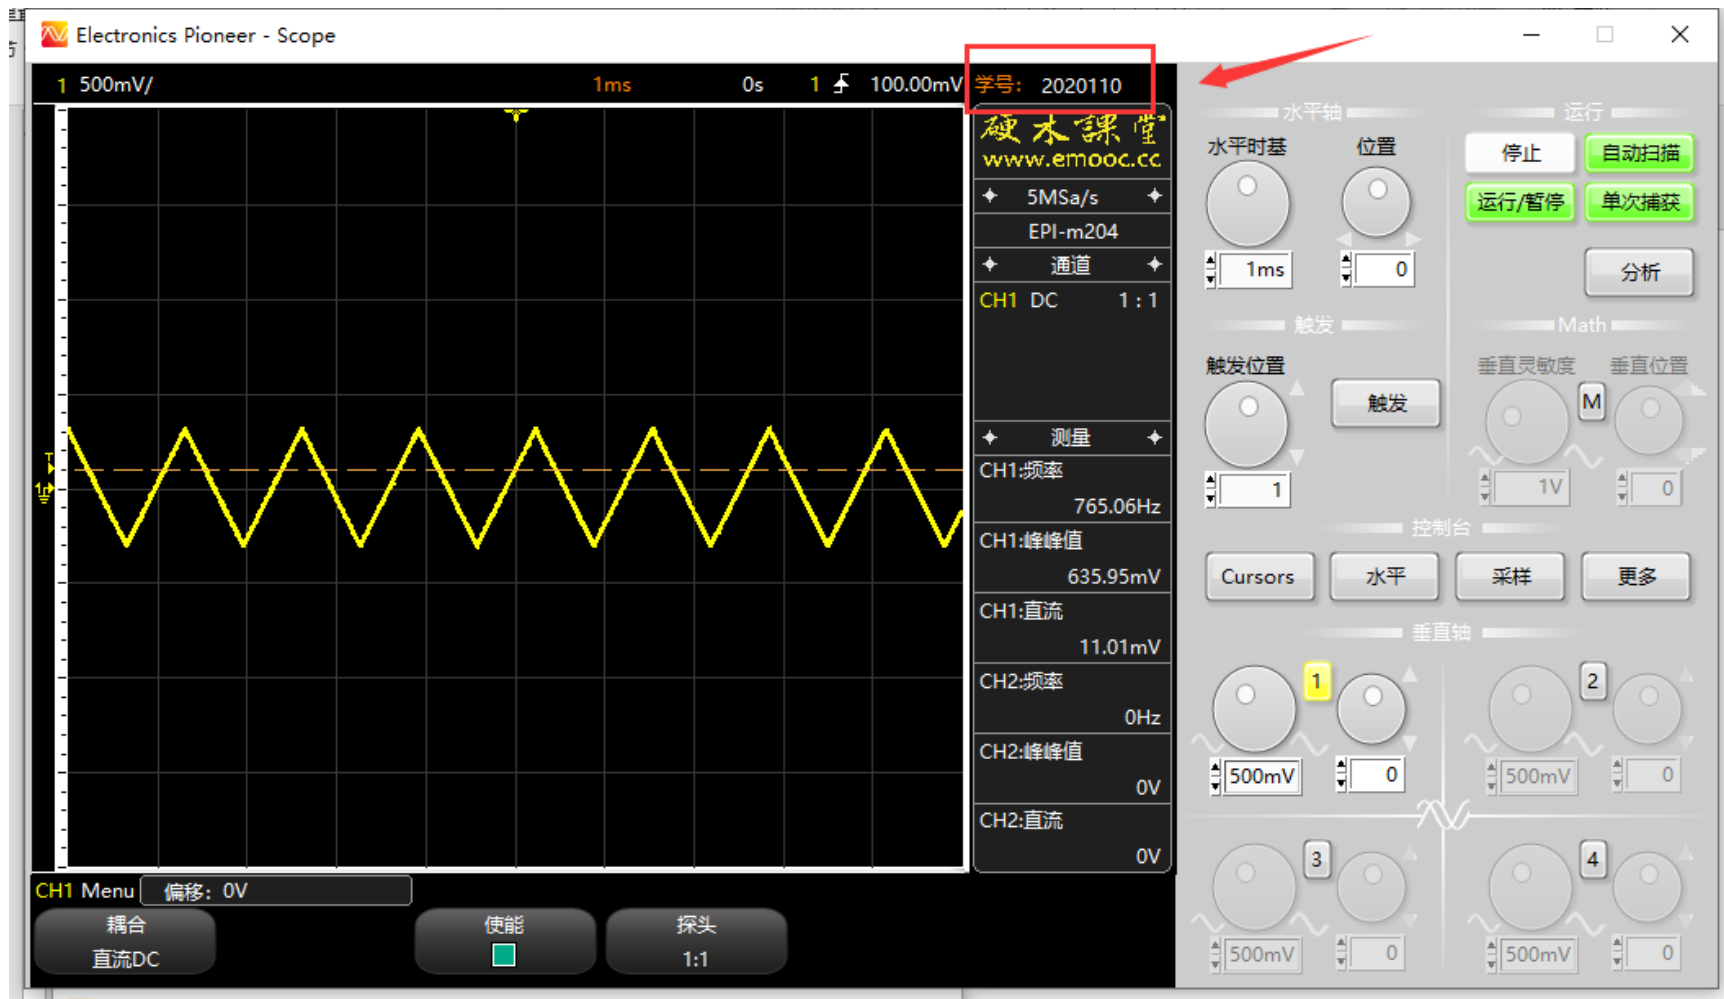 Electronics Pioneer - Scope
1 500mV/ 1ms 0s 1 100.00mV 学号: 2020110
硬木課堂
www.emooc.cc
5MSa/s
EPI-m204
通道
CH1 DC 1 : 1
测量
CH1:频率
765.06Hz
CH1:峰峰值
635.95mV
CH1:直流
11.01mV
CH2:频率
0Hz
CH2:峰峰值
0V
CH2:直流
0V
T
1
CH1 Menu 偏移: 0V
耦合
直流DC
使能
探头
1:1
水平轴
水平时基 位置
1ms 0
运行
停止 自动扫描
运行/暂停 单次捕获
分析
触发
触发位置
触发
1
Math
垂直灵敏度 垂直位置
M
1V 0
控制台
Cursors 水平 采样 更多
垂直轴
1 2
500mV 0 500mV 0
3 4
500mV 0 500mV 0